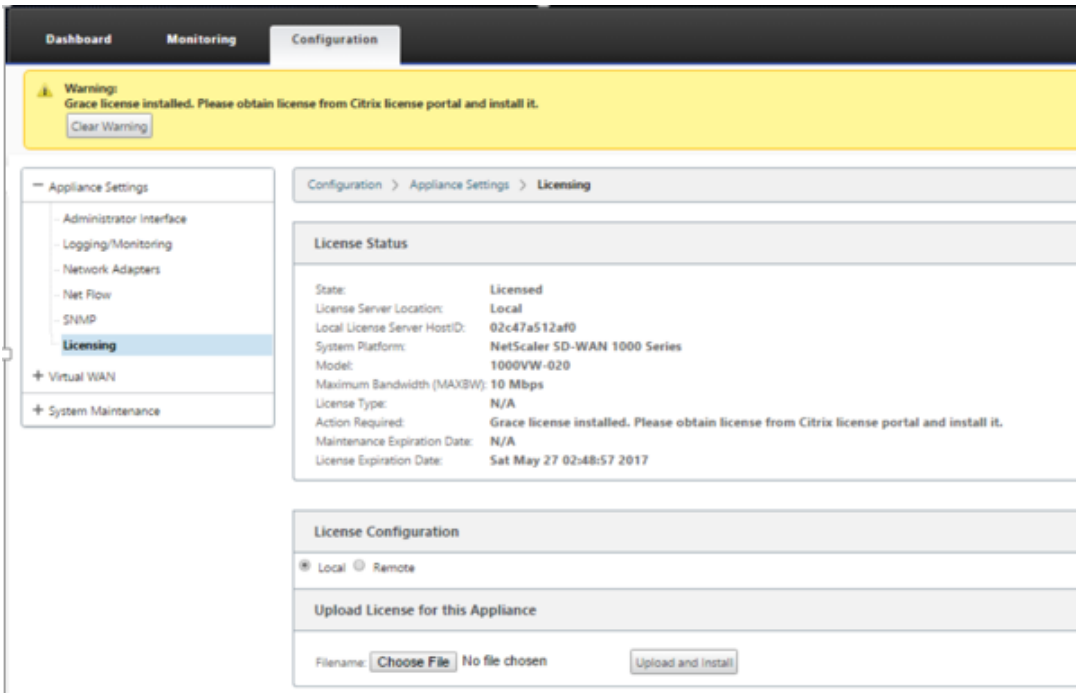 Dashboard Monitoring Configuration
Warning:
Grace license installed. Please obtain license from Citrix license portal and install it.
Clear Warning
Appliance Settings
Administrator Interface
Logging/Monitoring
Network Adapters
Net Flow
SNMP
Licensing
+ Virtual WAN
+ System Maintenance
Configuration > Appliance Settings > Licensing
License Status
State: Licensed
License Server Location: Local
Local License Server HostID: 02c47a512af0
System Platform: NetScaler SD-WAN 1000 Series
Model: 1000VW-020
Maximum Bandwidth (MAXBW): 10 Mbps
License Type: N/A
Action Required: Grace license installed. Please obtain license from Citrix license portal and install it.
Maintenance Expiration Date: N/A
License Expiration Date: Sat May 27 02:48:57 2017
License Configuration
Local Remote
Upload License for this Appliance
Filename: Choose File No file chosen Upload and Install